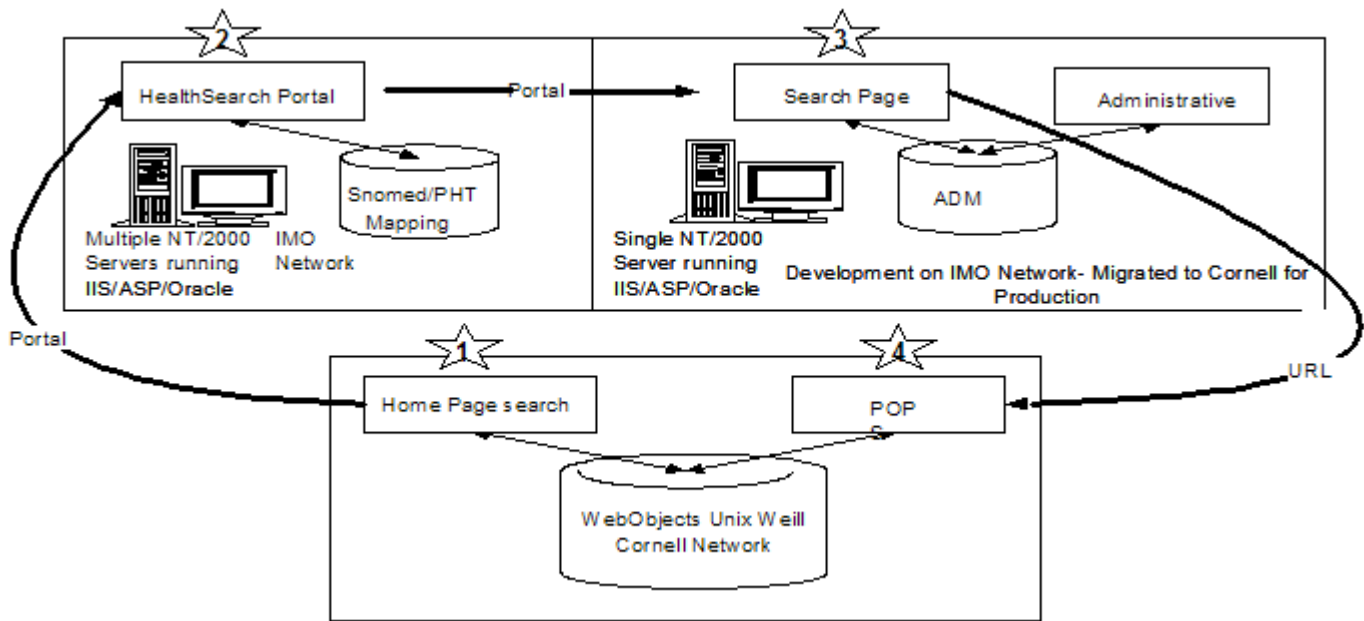 2
3
HealthSearch Portal
Portal
Search Page
Administrative
Snomed/PHT
Mapping
ADM
Multiple NT/2000
Servers running
IIS/ASP/Oracle
IMO
Network
Single NT/2000
Server running
IIS/ASP/Oracle
Development on IMO Network- Migrated to Cornell for
Production
Portal
URL
1
4
Home Page search
POP
S
WebObjects Unix Weill
Cornell Network